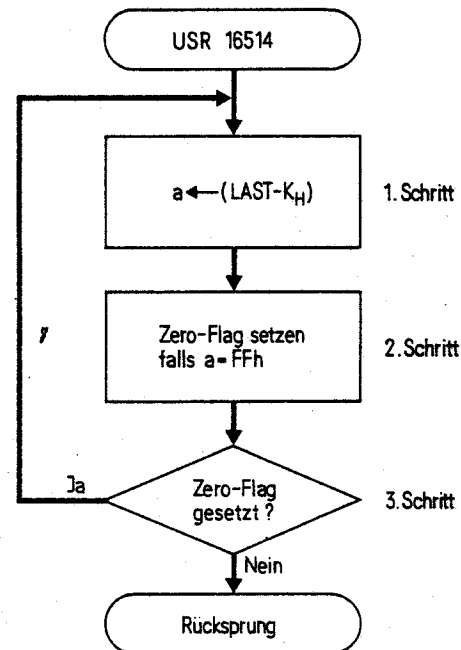 USR 16514
a←(LAST-K_H)
1. Schritt
Zero-Flag setzen
falls a=FFh
2. Schritt
Zero-Flag
gesetzt ?
3. Schritt
Ja
Nein
Rücksprung